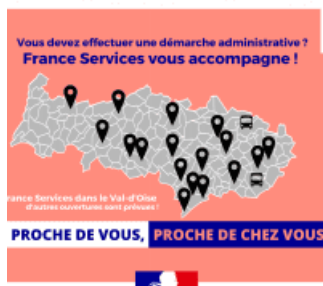 Vous devez effectuer une démarche administrative ?
France Services vous accompagne !
rance Services dans le Val-d'Oise
d'autres ouvertures sont prévues !
PROCHE DE VOUS, PROCHE DE CHEZ VOUS